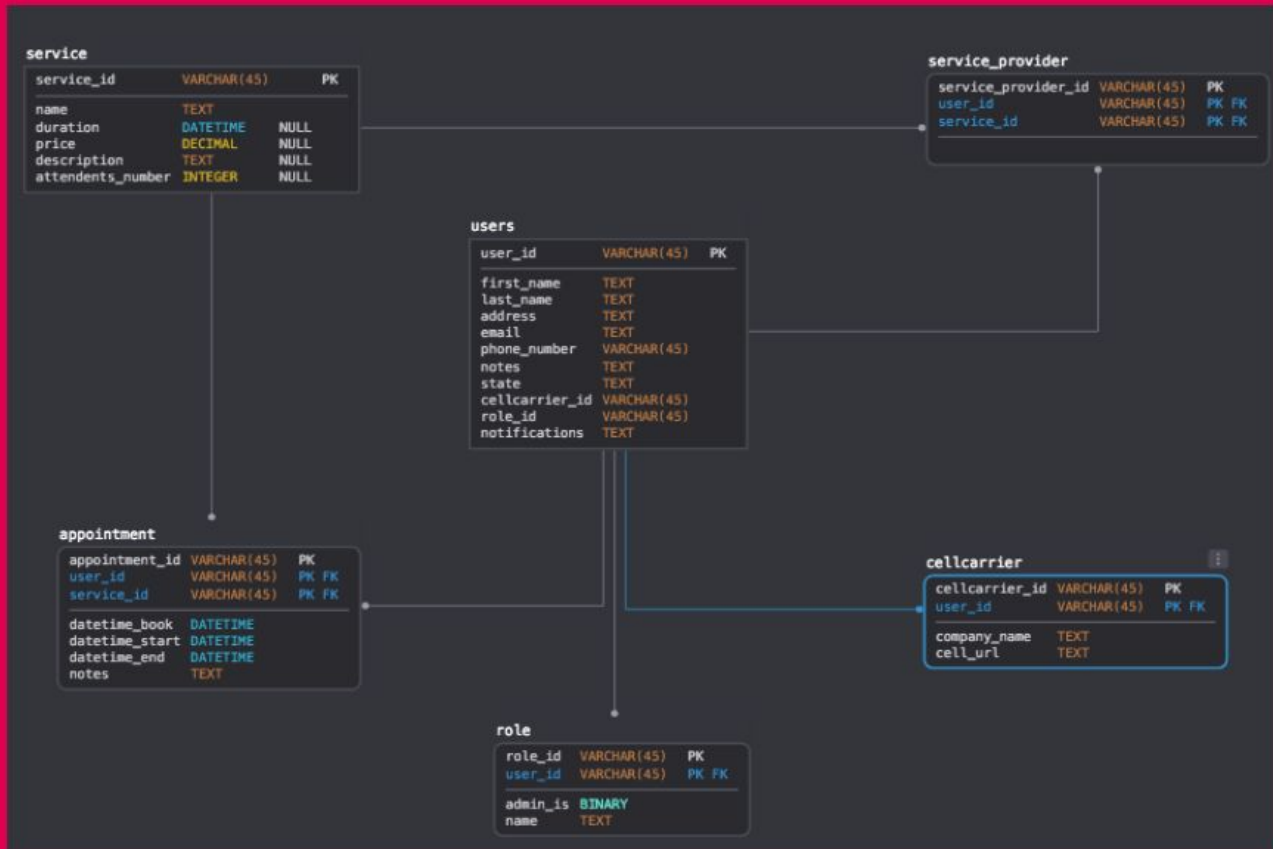 service
service_id VARCHAR(45) PK
name TEXT
duration DATETIME NULL
price DECIMAL NULL
description TEXT NULL
attendents_number INTEGER NULL
service_provider
service_provider_id VARCHAR(45) PK
user_id VARCHAR(45) PK FK
service_id VARCHAR(45) PK FK
users
user_id VARCHAR(45) PK
first_name TEXT
last_name TEXT
address TEXT
email TEXT
phone_number VARCHAR(45)
notes TEXT
state TEXT
cellcarrier_id VARCHAR(45)
role_id VARCHAR(45)
notifications TEXT
appointment
appointment_id VARCHAR(45) PK
user_id VARCHAR(45) PK FK
service_id VARCHAR(45) PK FK
datetime_book DATETIME
datetime_start DATETIME
datetime_end DATETIME
notes TEXT
cellcarrier
cellcarrier_id VARCHAR(45) PK
user_id VARCHAR(45) PK FK
company_name TEXT
cell_url TEXT
role
role_id VARCHAR(45) PK
user_id VARCHAR(45) PK FK
admin_is BINARY
name TEXT